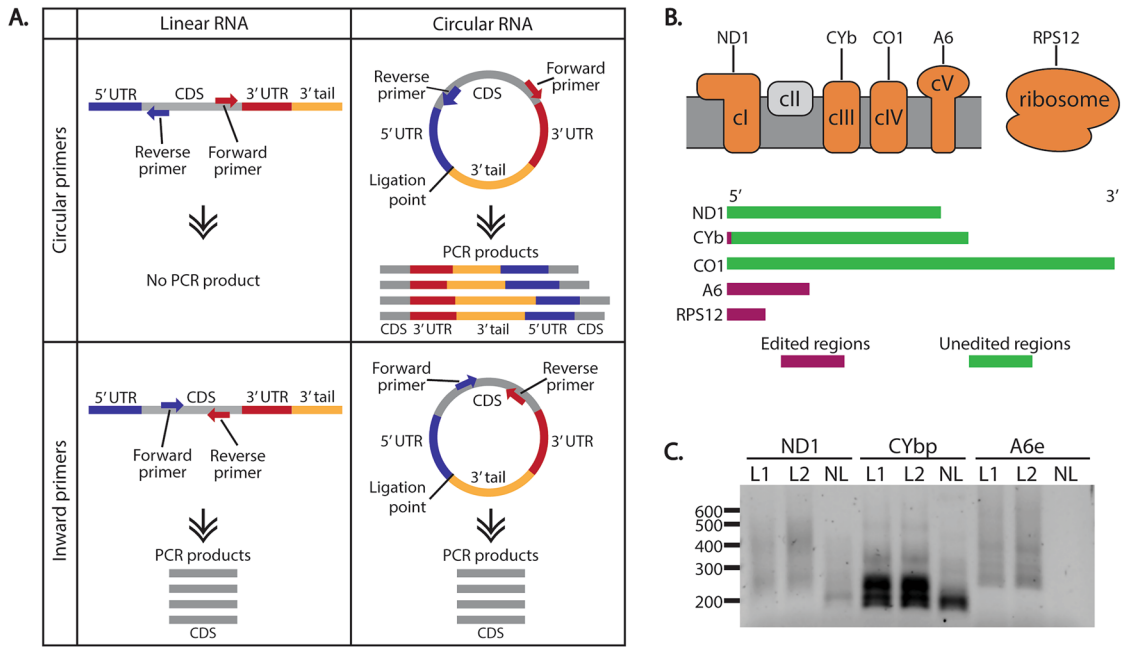 A.
Linear RNA
Circular RNA
Circular primers
5′ UTR
CDS
3′ UTR
3′ tail
Reverse
primer
Forward
primer
No PCR product
Reverse
primer
Forward
primer
CDS
5′ UTR
3′ UTR
3′ tail
Ligation
point
PCR products
CDS 3′ UTR 3′ tail 5′ UTR CDS
Inward primers
5′ UTR
CDS
3′ UTR
3′ tail
Forward
primer
Reverse
primer
PCR products
CDS
Forward
primer
Reverse
primer
CDS
5′ UTR
3′ UTR
3′ tail
Ligation
point
PCR products
CDS
B.
ND1
CYb
CO1
A6
RPS12
cI
cII
cIII
cIV
cV
ribosome
5′
3′
ND1
CYb
CO1
A6
RPS12
Edited regions
Unedited regions
C.
ND1
CYbp
A6e
L1 L2 NL L1 L2 NL L1 L2 NL
600
500
400
300
200